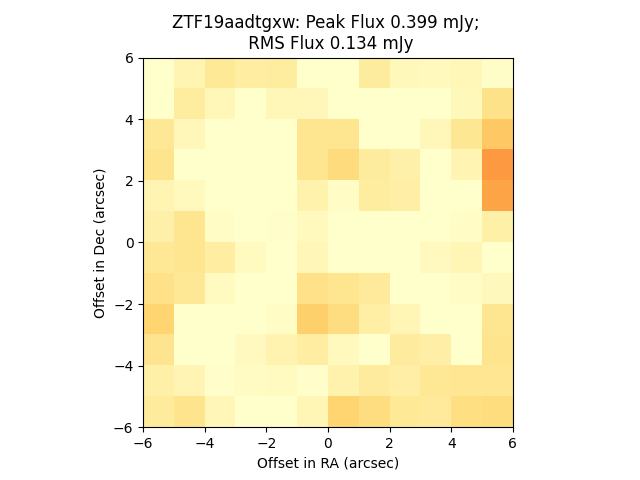 ZTF19aadtgxw: Peak Flux 0.399 mJy;
RMS Flux 0.134 mJy
6
4
2
0
−2
−4
−6
Offset in Dec (arcsec)
−6 −4 −2 0 2 4 6
Offset in RA (arcsec)